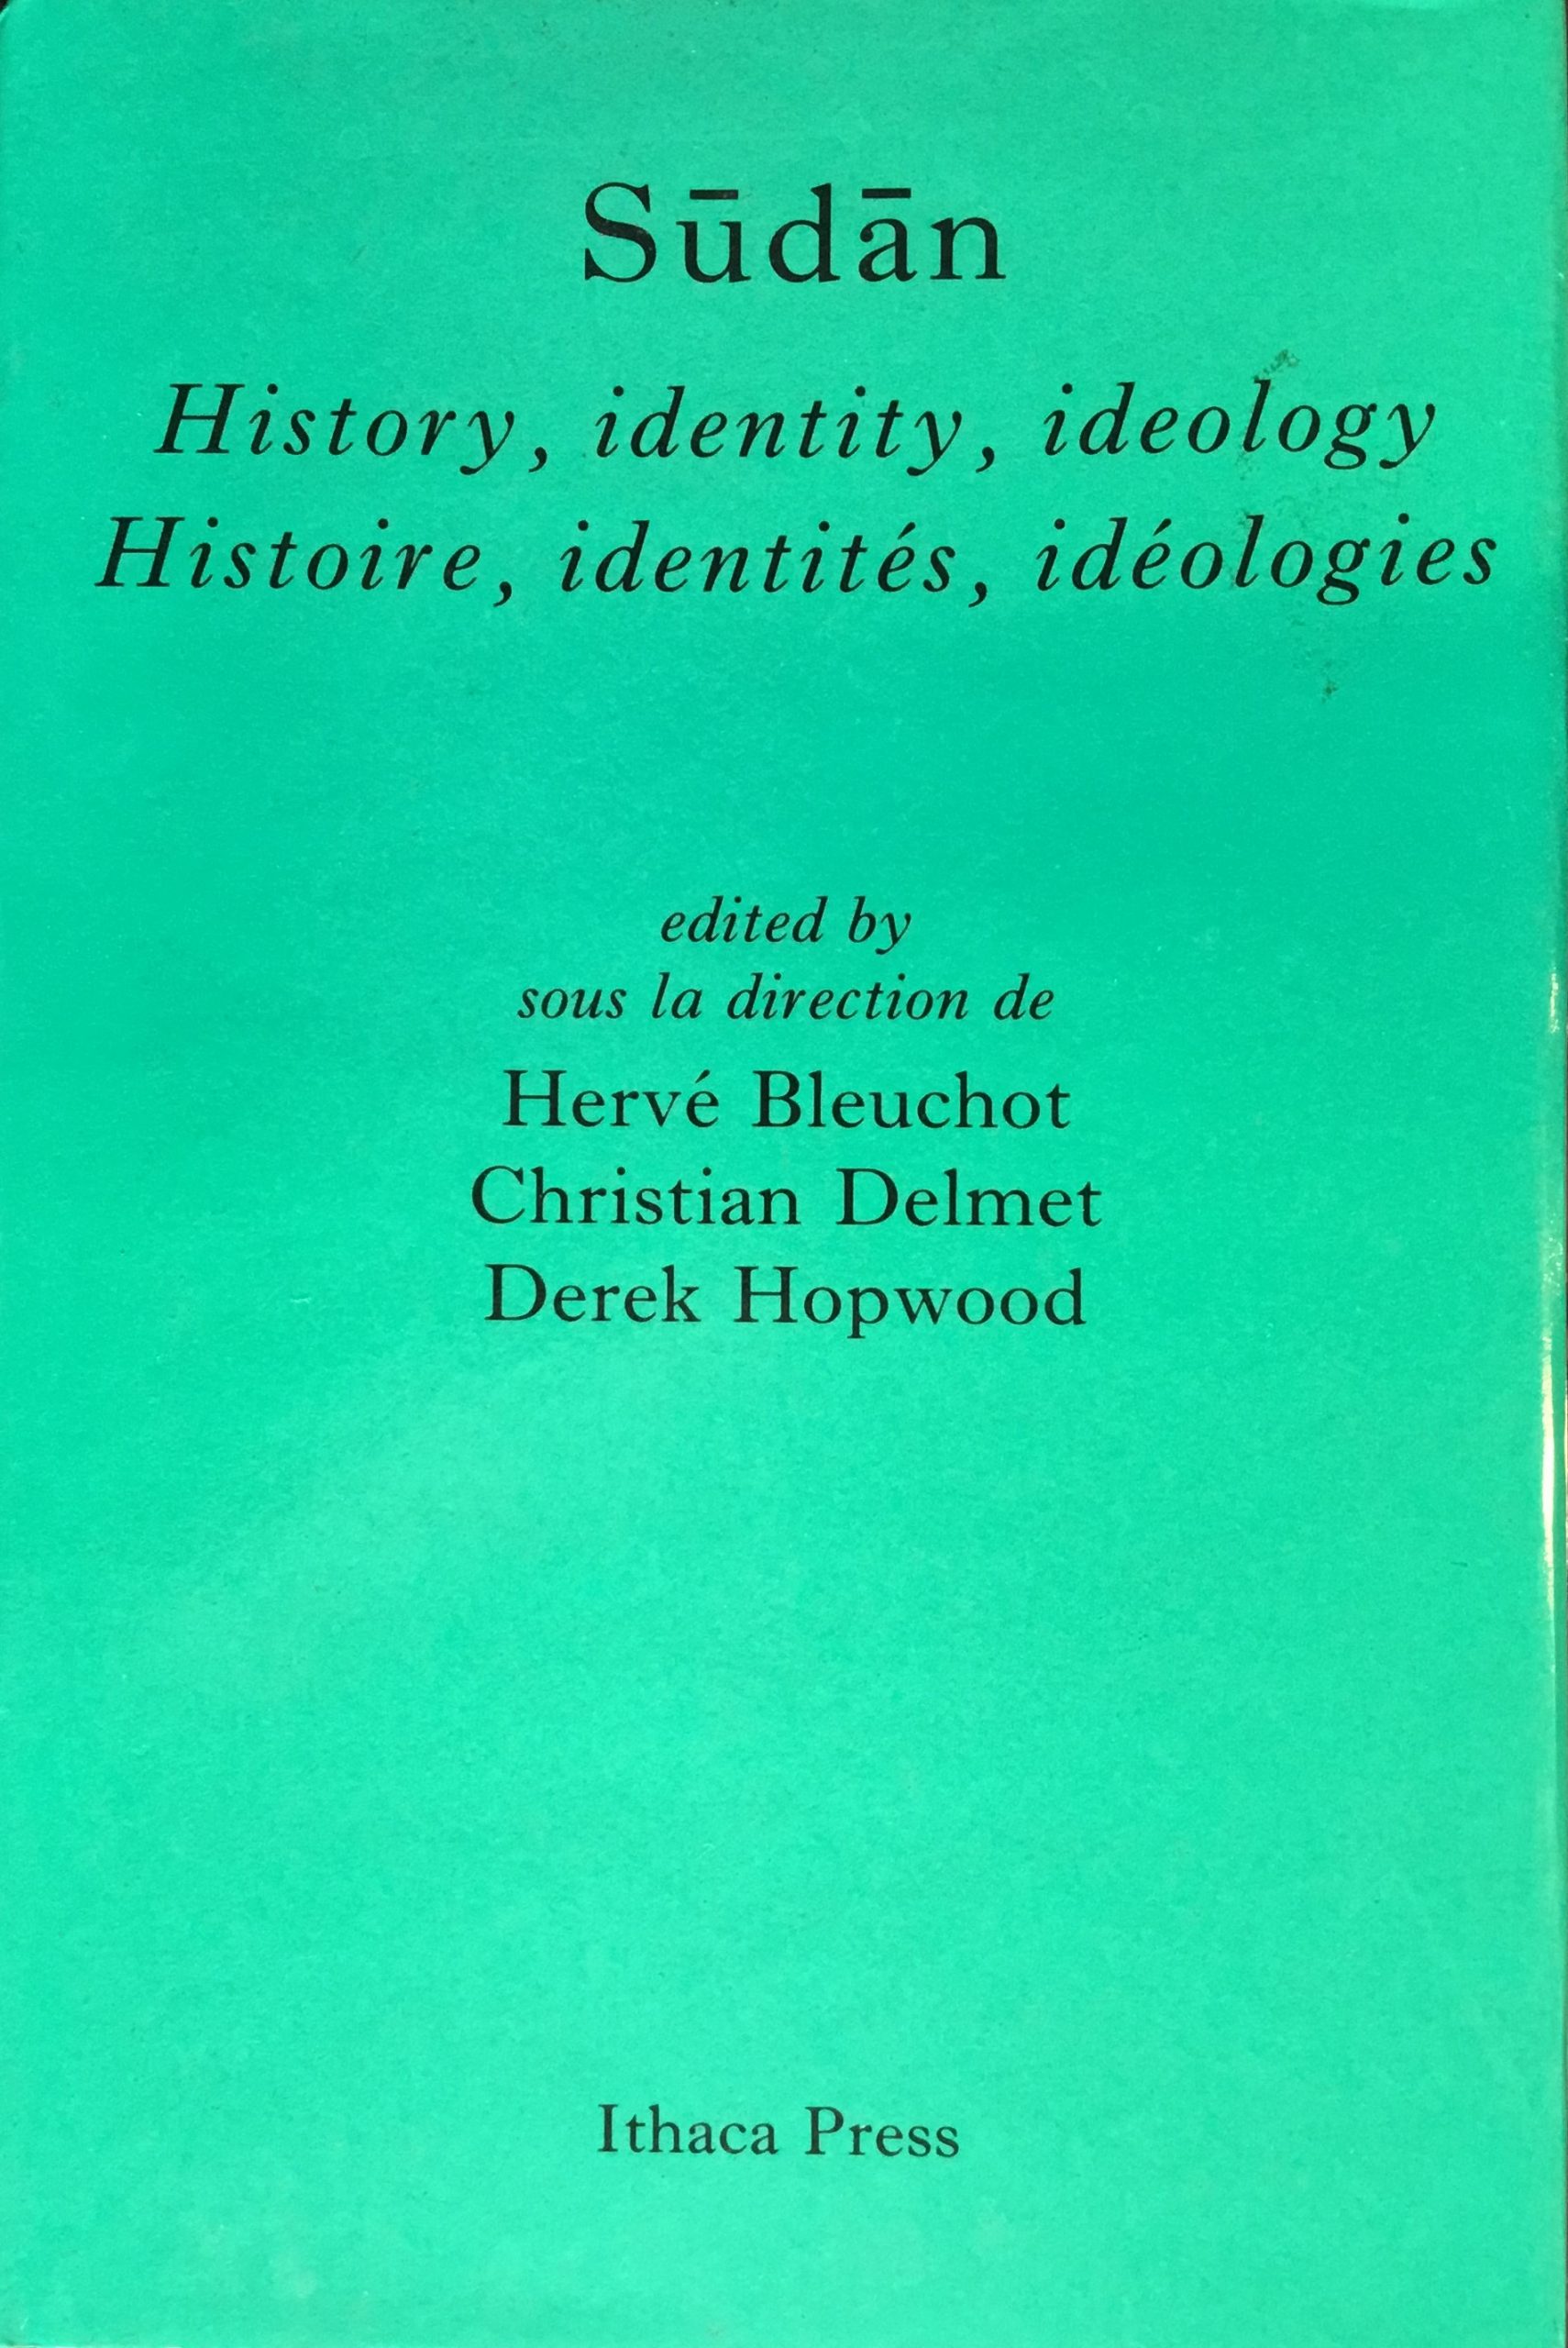 Sūdān
History, identity, ideology
Histoire, identités, idéologies
edited by
sous la direction de
Hervé Bleuchot
Christian Delmet
Derek Hopwood
Ithaca Press